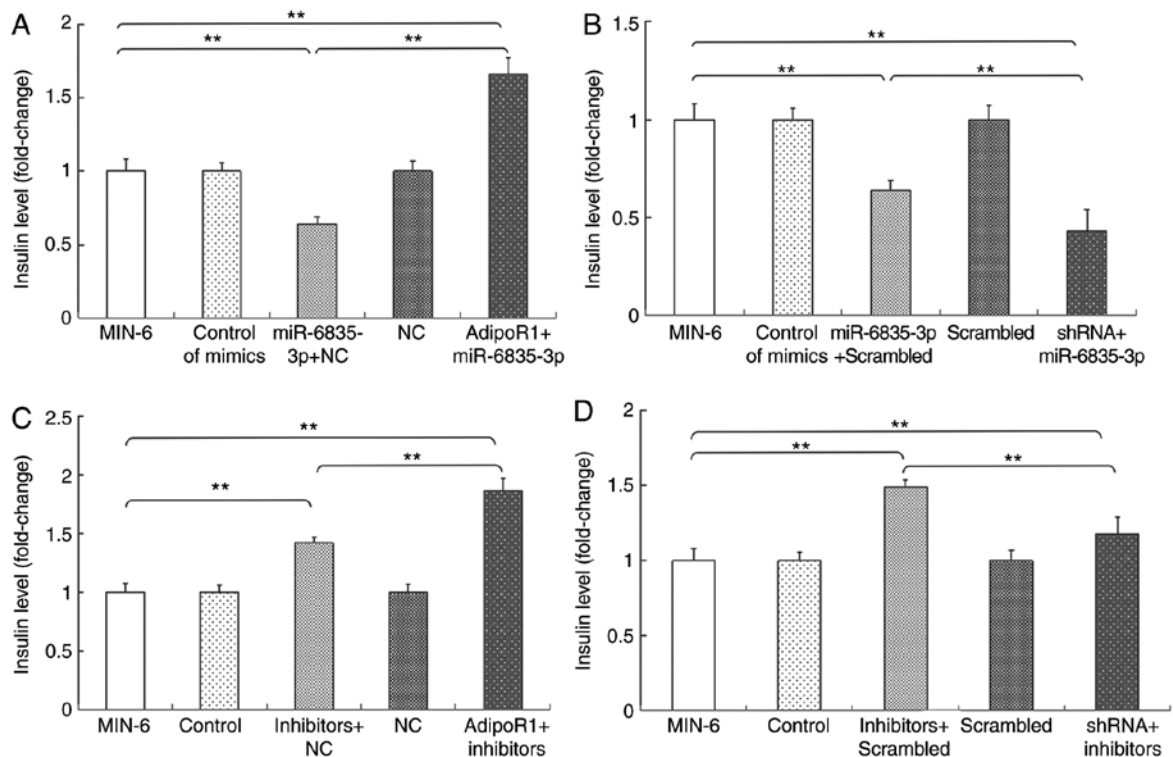 A
Insulin level (fold-change)
2
1.5
1
0.5
0
**
**
**
MIN-6
Control
of mimics
miR-6835-
3p+NC
NC
AdipoR1+
miR-6835-3p
B
Insulin level (fold-change)
1.5
1
0.5
0
**
**
**
MIN-6
Control
of mimics
miR-6835-3p
+Scrambled
Scrambled
shRNA+
miR-6835-3p
C
Insulin level (fold-change)
2.5
2
1.5
1
0.5
0
**
**
**
MIN-6
Control
Inhibitors+
NC
NC
AdipoR1+
inhibitors
D
Insulin level (fold-change)
2
1.5
1
0.5
0
**
**
**
MIN-6
Control
Inhibitors+
Scrambled
Scrambled
shRNA+
inhibitors